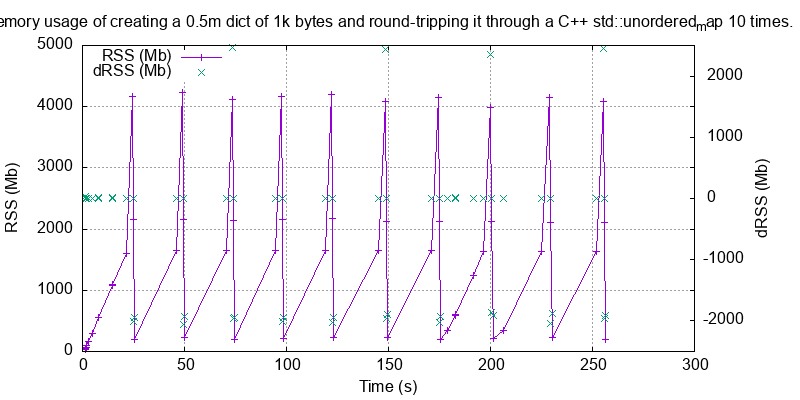 emory usage of creating a 0.5m dict of 1k bytes and round-tripping it through a C++ std::unordered_map 10 times.
RSS (Mb)
dRSS (Mb)
5000
4000
3000
2000
1000
0
2000
1000
0
-1000
-2000
0 50 100 150 200 250 300
RSS (Mb)
dRSS (Mb)
Time (s)